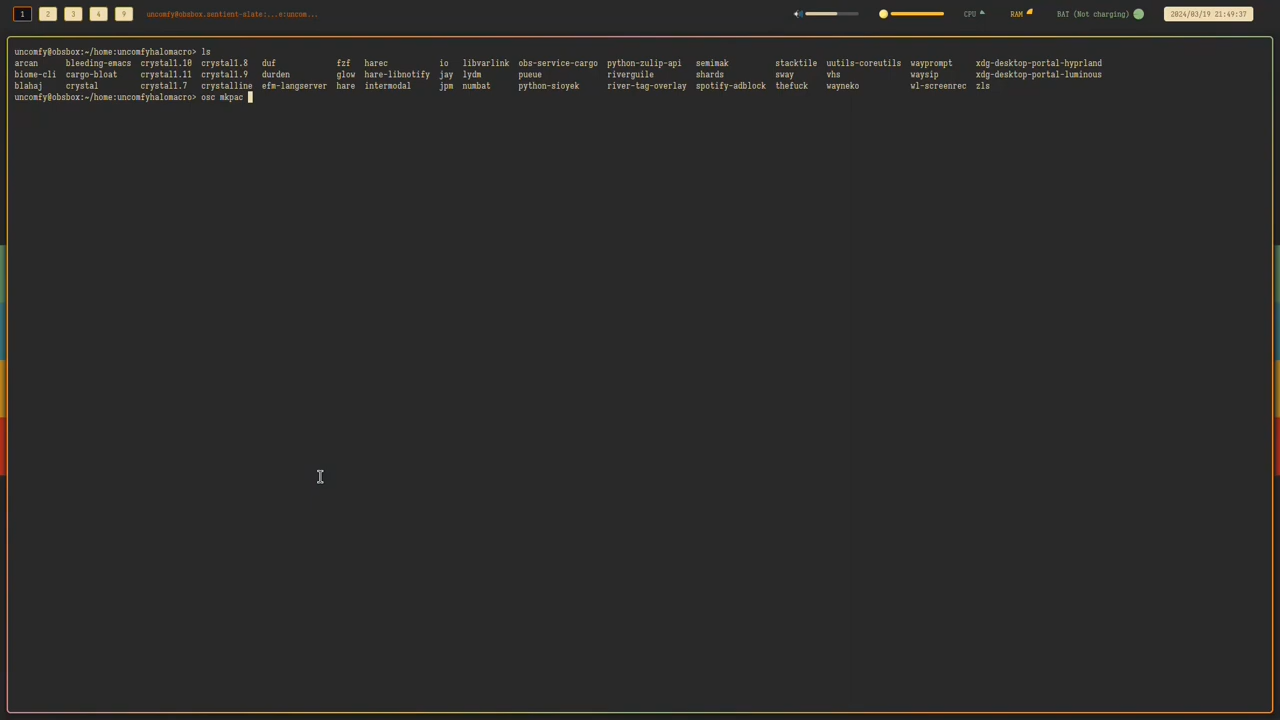 1 2 3 4 9 uncomfy@obsbox.sentient-slate:...e:uncom... CPU RAM BAT (Not charging) 2024/03/19 21:49:37
uncomfy@obsbox:~/home:uncomfyhalomacro> ls
arcan bleeding-emacs crystal1.10 crystal1.8 duf fzf harec io libvarlink obs-service-cargo python-zulip-api semimak stacktile uutils-coreutils wayprompt xdg-desktop-portal-hyprland
biome-cli cargo-bloat crystal1.11 crystal1.9 durden glow hare-libnotify jay lydm pueue riverguile shards sway vhs waysip xdg-desktop-portal-luminous
blahaj crystal crystal1.7 crystalline efm-langserver hare intermodal jpm numbat python-sioyek river-tag-overlay spotify-adblock thefuck wayneko wl-screenrec zls
uncomfy@obsbox:~/home:uncomfyhalomacro> osc mkpac